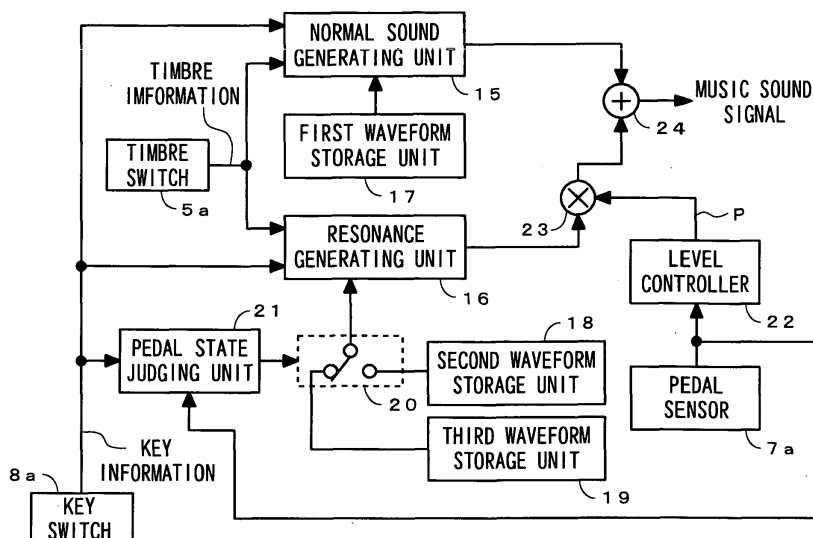 NORMAL SOUND
GENERATING UNIT
15
TIMBRE
IMFORMATION
MUSIC SOUND
SIGNAL
24
FIRST WAVEFORM
STORAGE UNIT
17
TIMBRE
SWITCH
5a
23
P
RESONANCE
GENERATING UNIT
16
LEVEL
CONTROLLER
22
21
PEDAL STATE
JUDGING UNIT
20
18
SECOND WAVEFORM
STORAGE UNIT
PEDAL
SENSOR
7a
THIRD WAVEFORM
STORAGE UNIT
19
KEY
INFORMATION
8a
KEY
SWITCH